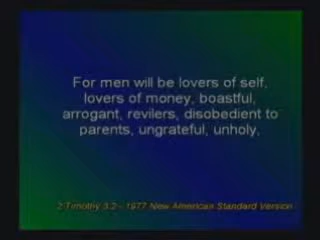 For men will be lovers of self,
lovers of money, boastful,
arrogant, revilers, disobedient to
parents, ungrateful, unholy,
2 Timothy 3:2 - 1977 New American Standard Version